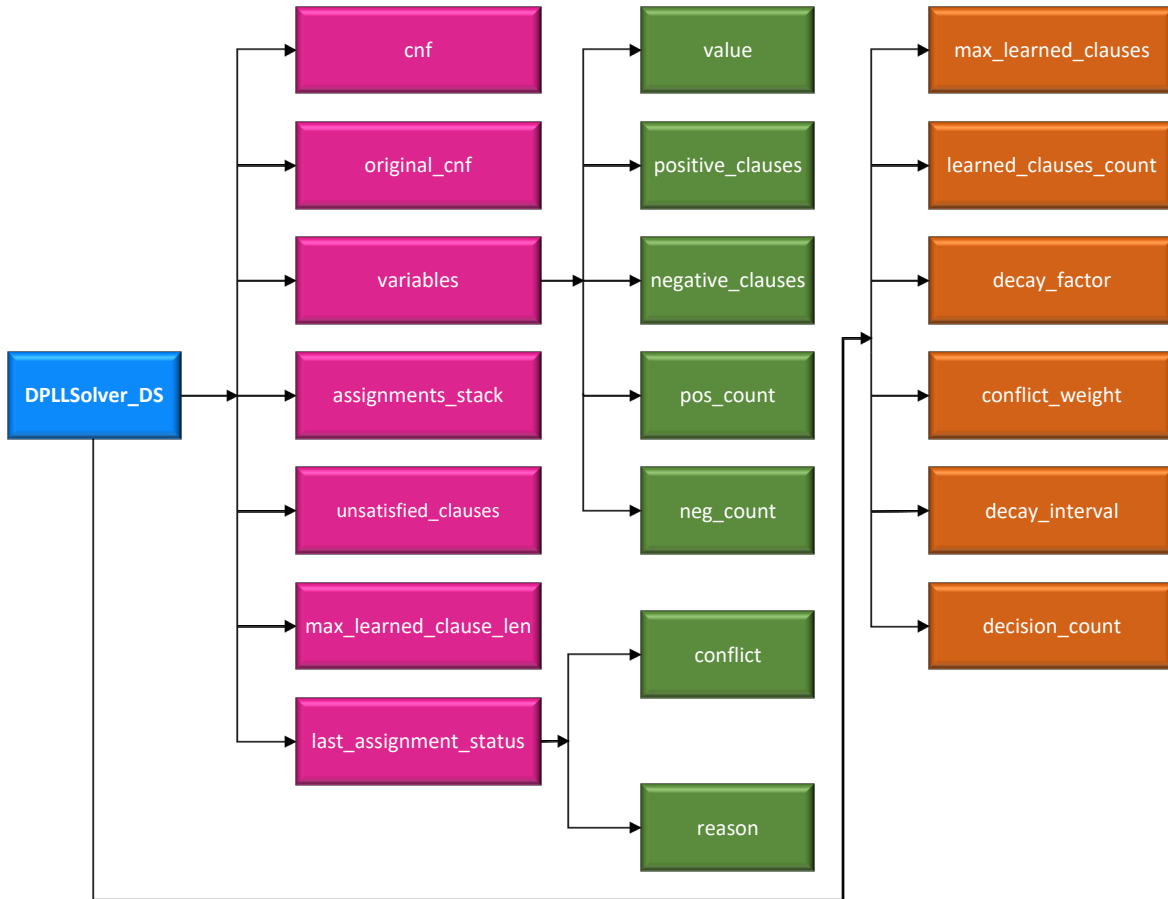 DPLLSolver_DS
cnf
original_cnf
variables
assignments_stack
unsatisfied_clauses
max_learned_clause_len
last_assignment_status
value
positive_clauses
negative_clauses
pos_count
neg_count
conflict
reason
max_learned_clauses
learned_clauses_count
decay_factor
conflict_weight
decay_interval
decision_count